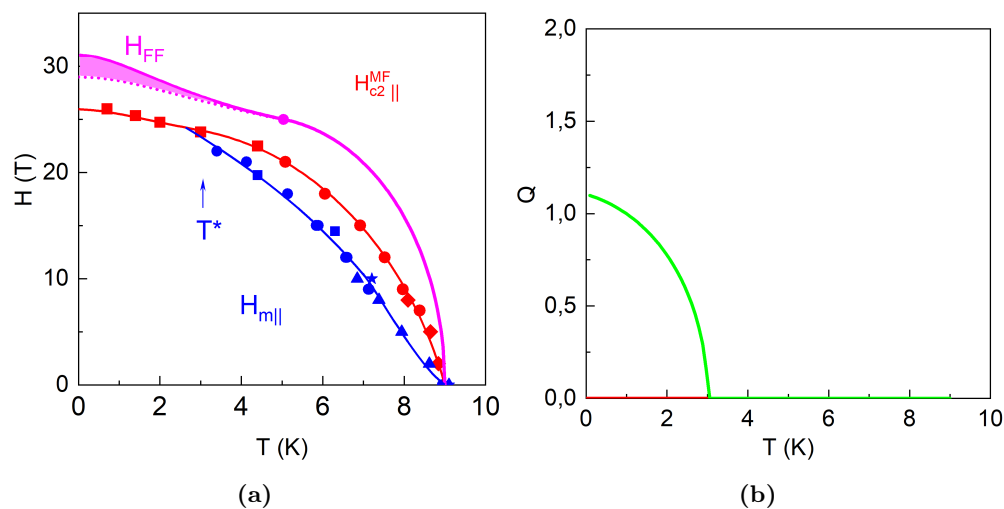 H_FF
H^MF_c2 ||
T*
H_m||
H (T)
30
20
10
0
0 2 4 6 8 10
T (K)
(a)
Q
2,0
1,5
1,0
0,5
0,0
0 2 4 6 8 10
T (K)
(b)